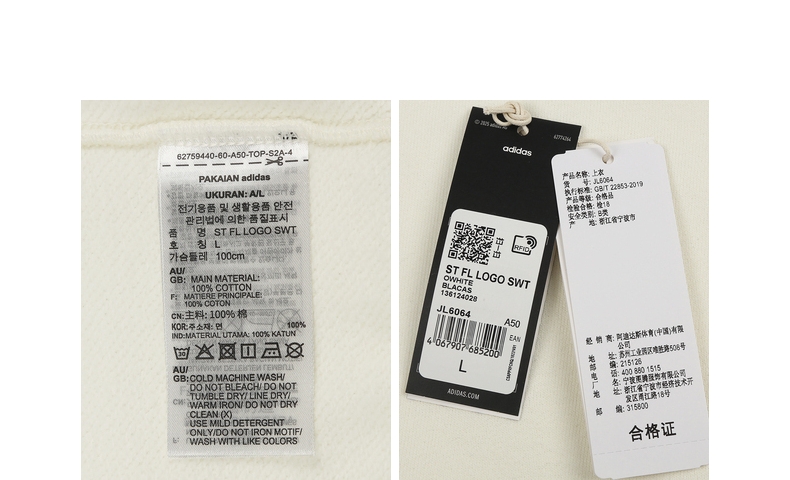 62759440-60-A50-TOP-S2A-4
PAKAIAN adidas
UKURAN: A/L
전기용품 및 생활용품 안전
관리법에 의한 품질표시
품 명 ST FL LOGO SWT
호 칭 L
가슴둘레 100cm
AU/
GB: MAIN MATERIAL:
100% COTTON
F: MATIERE PRINCIPALE:
100% COTON
CN: 主料: 100% 棉
KOR: 주소재: 면 100%
IND: MATERIAL UTAMA: 100% KATUN
AU/
GB: COLD MACHINE WASH/
DO NOT BLEACH/ DO NOT
TUMBLE DRY/ LINE DRY/
WARM IRON/ DO NOT DRY
CLEAN (X)
USE MILD DETERGENT
ONLY/DO NOT IRON MOTIF/
WASH WITH LIKE COLORS
adidas
RFID
ST FL LOGO SWT
OWHITE
BLACAS
136124028
JL6064
A50
EAN
4 067907 685200
L
ADIDAS.COM
产品名称: 上衣
货 号: JL6064
执行标准: GB/T 22853-2019
产品等级: 合格品
检验合格: 检18
安全类别: B类
产 地: 浙江省宁波市
经 销 商: 阿迪达斯体育(中国)有限
公司
地 址: 苏州工业园区唯胜路508号
邮 编: 215126
电 话: 400 880 1515
厂 名: 宁波甬腾服饰有限公司
地 址: 浙江省宁波市经济技术开
发区甬江路18号
邮 编: 315800
合格证